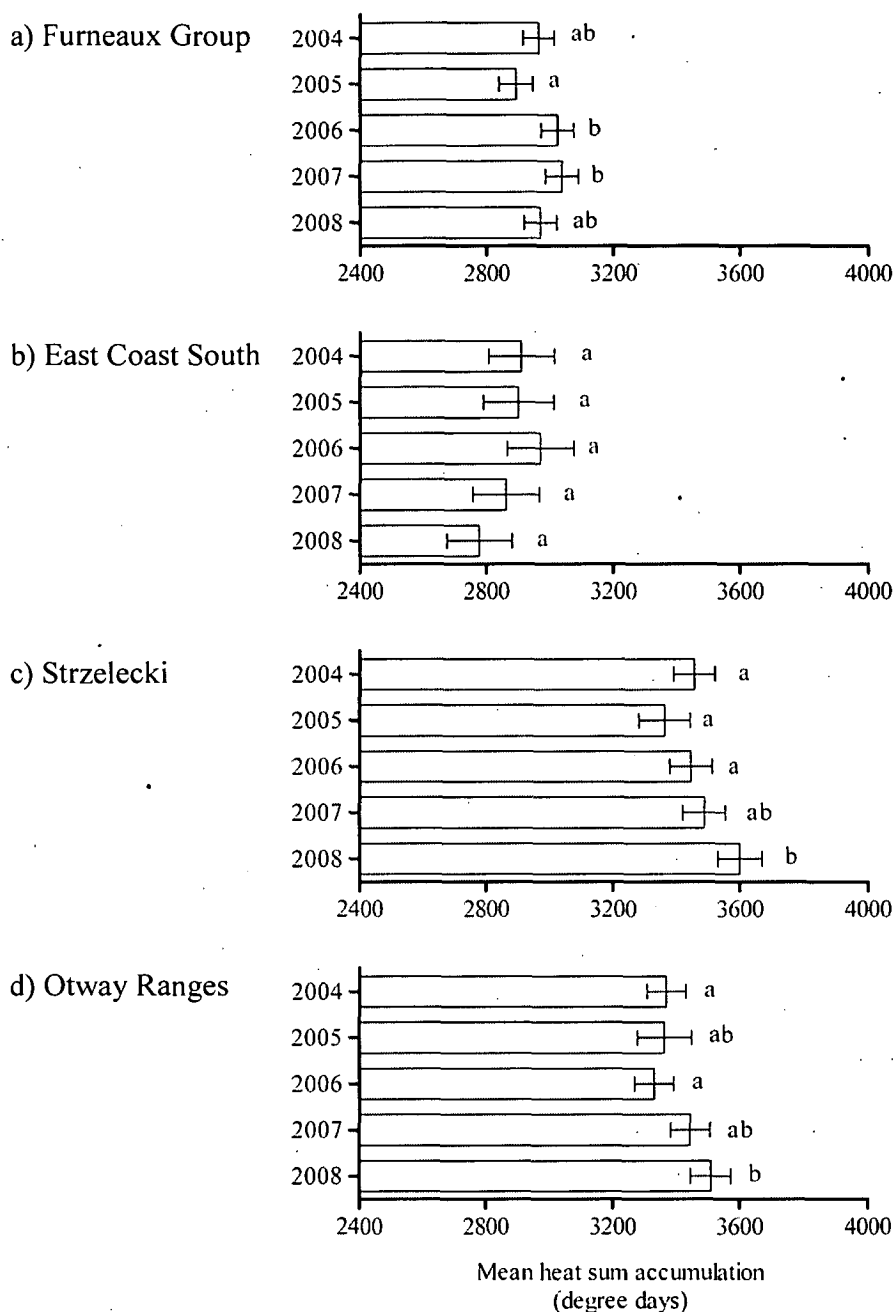 a) Furneaux Group
2004 ab
2005 a
2006 b
2007 b
2008 ab
2400 2800 3200 3600 4000
b) East Coast South
2004 a
2005 a
2006 a
2007 a
2008 a
2400 2800 3200 3600 4000
c) Strzelecki
2004 a
2005 a
2006 a
2007 ab
2008 b
2400 2800 3200 3600 4000
d) Otway Ranges
2004 a
2005 ab
2006 a
2007 ab
2008 b
2400 2800 3200 3600 4000
Mean heat sum accumulation
(degree days)